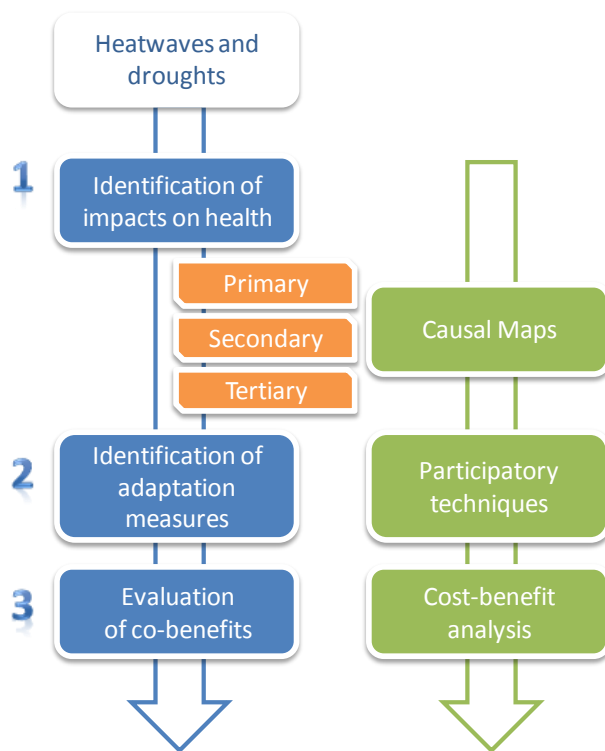 Heatwaves and
droughts
1
Identification of
impacts on health
Primary
Secondary
Tertiary
Causal Maps
2
Identification of
adaptation
measures
Participatory
techniques
3
Evaluation
of co-benefits
Cost-benefit
analysis